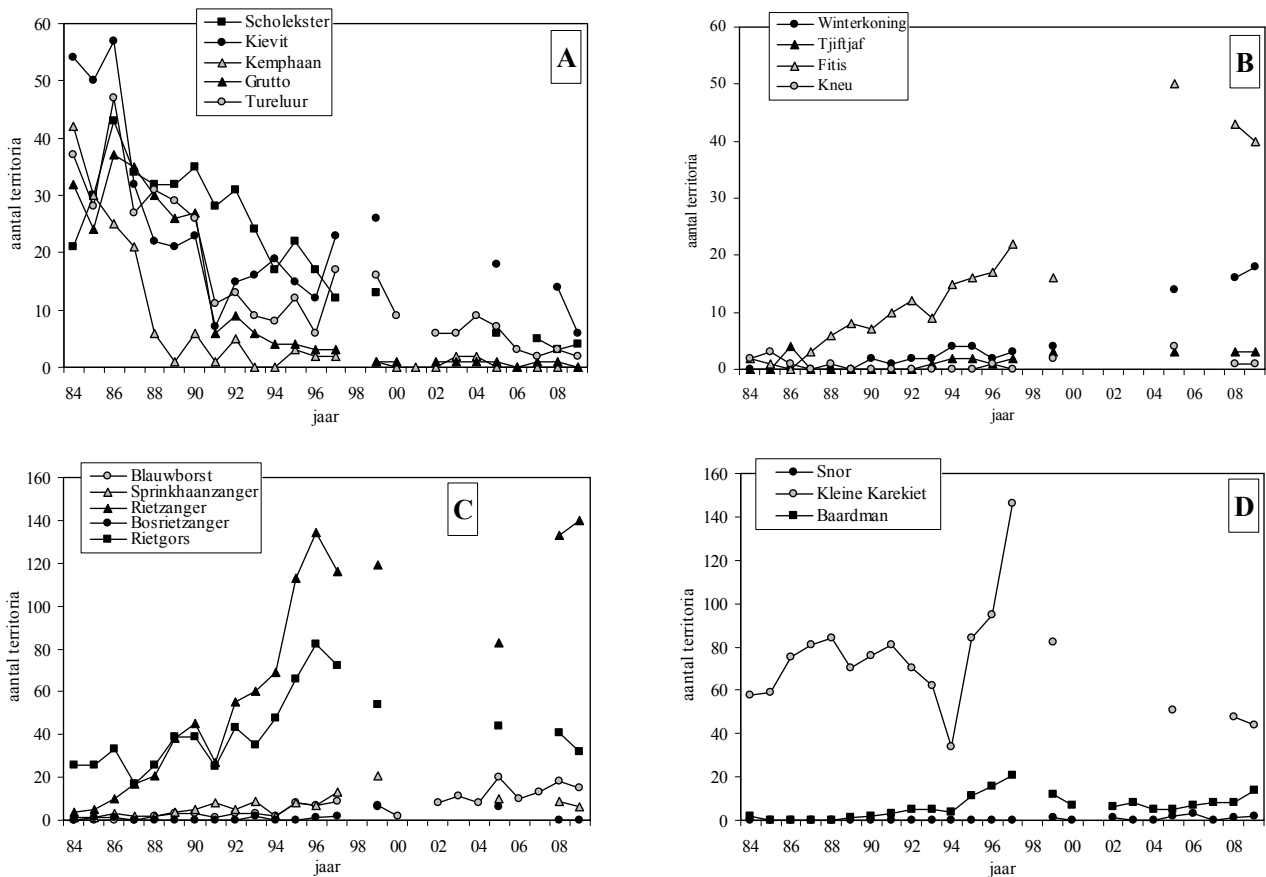 Scholekster
Kievit
Kemphaan
Grutto
Tureluur
A
60
50
40
30
20
10
0
aantal territoria
84 86 88 90 92 94 96 98 00 02 04 06 08
jaar
Winterkoning
Tjiftjaf
Fitis
Kneu
B
60
50
40
30
20
10
0
aantal territoria
84 86 88 90 92 94 96 98 00 02 04 06 08
jaar
Blauwborst
Sprinkhaanzanger
Rietzanger
Bosrietzanger
Rietgors
C
160
140
120
100
80
60
40
20
0
aantal territoria
84 86 88 90 92 94 96 98 00 02 04 06 08
jaar
Snor
Kleine Karekiet
Baardman
D
160
140
120
100
80
60
40
20
0
aantal territoria
84 86 88 90 92 94 96 98 00 02 04 06 08
jaar